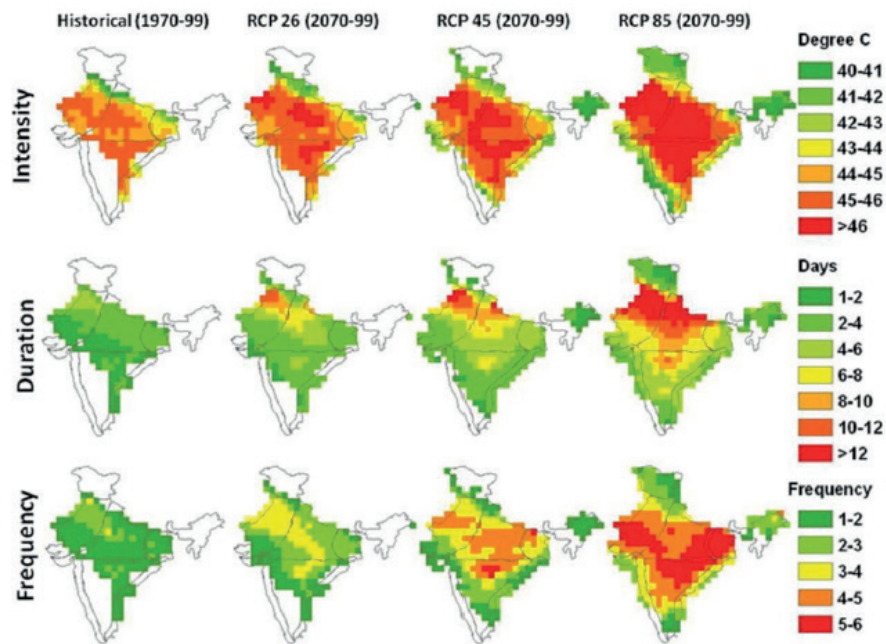 Historical (1970-99)
RCP 26 (2070-99)
RCP 45 (2070-99)
RCP 85 (2070-99)
Intensity
Degree C
40-41
41-42
42-43
43-44
44-45
45-46
>46
Duration
Days
1-2
2-4
4-6
6-8
8-10
10-12
>12
Frequency
Frequency
1-2
2-3
3-4
4-5
5-6